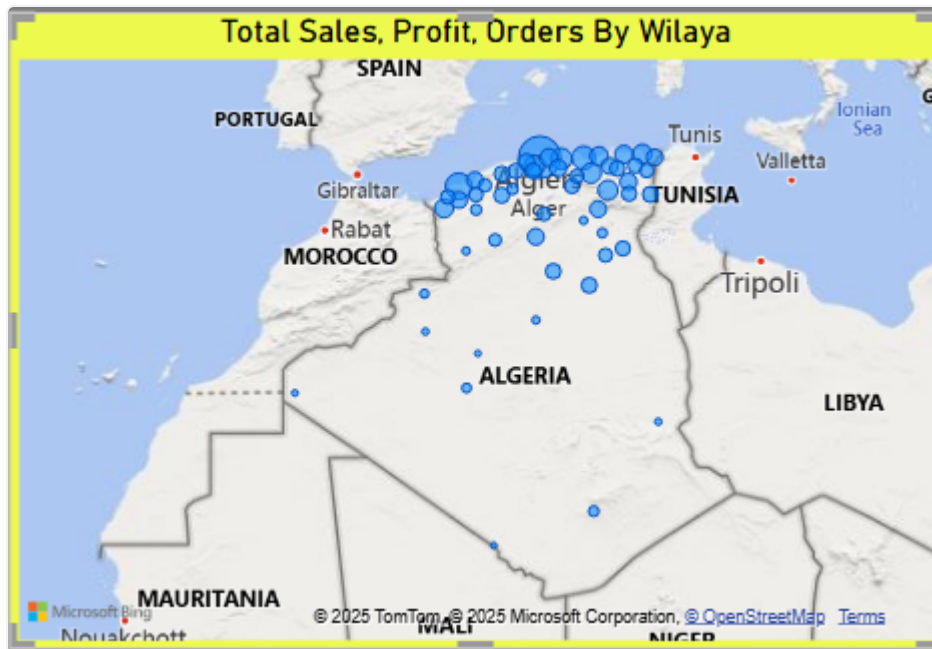 Total Sales, Profit, Orders By Wilaya
SPAIN
PORTUGAL
Ionian
Sea
G
Tunis
Valletta
Gibraltar
Algiers
Alger
TUNISIA
Rabat
MOROCCO
Tripoli
ALGERIA
LIBYA
MAURITANIA
Microsoft Bing
© 2025 TomTom, © 2025 Microsoft Corporation, © OpenStreetMap Terms
Nouakchott
MALI
NIGER